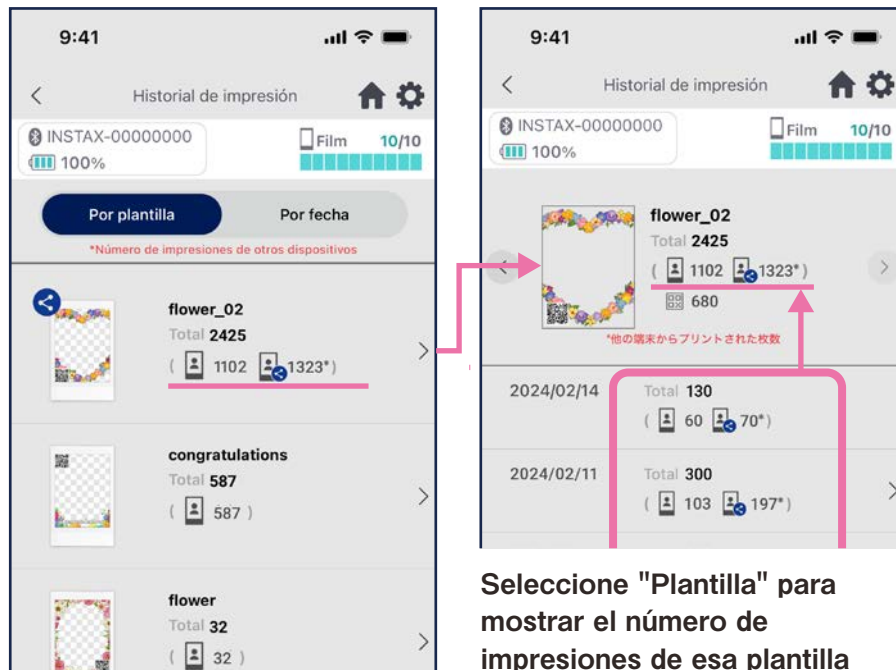 9:41
Historial de impresión
INSTAX-00000000
100%
Film 10/10
Por plantilla Por fecha
*Número de impresiones de otros dispositivos
flower_02
Total 2425
( 1102 1323*)
congratulations
Total 587
( 587 )
flower
Total 32
( 32 )
9:41
Historial de impresión
INSTAX-00000000
100%
Film 10/10
flower_02
Total 2425
( 1102 1323*)
680
*他の端末からプリントされた枚数
2024/02/14 Total 130
( 60 70*)
2024/02/11 Total 300
( 103 197*)
Seleccione "Plantilla" para
mostrar el número de
impresiones de esa plantilla